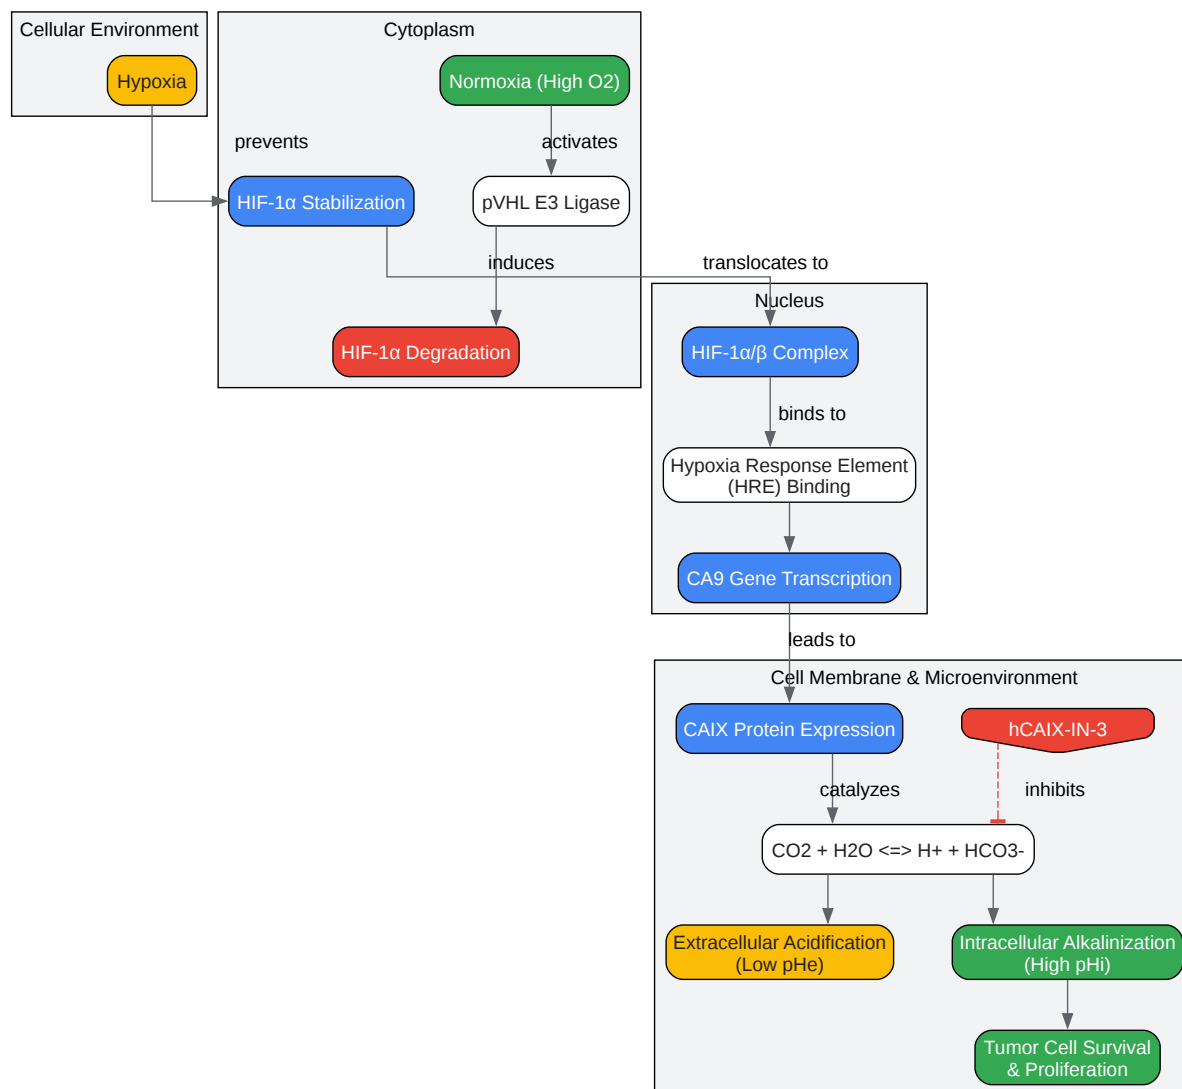 Cellular Environment
Cytoplasm
Hypoxia
Normoxia (High O2)
prevents
activates
HIF-1α Stabilization
pVHL E3 Ligase
induces
translocates to
Nucleus
HIF-1α Degradation
HIF-1α/β Complex
binds to
Hypoxia Response Element
(HRE) Binding
CA9 Gene Transcription
leads to
Cell Membrane & Microenvironment
CAIX Protein Expression
hCAIX-IN-3
catalyzes
inhibits
CO2 + H2O <=> H+ + HCO3-
Extracellular Acidification
(Low pHe)
Intracellular Alkalinization
(High pHi)
Tumor Cell Survival
& Proliferation